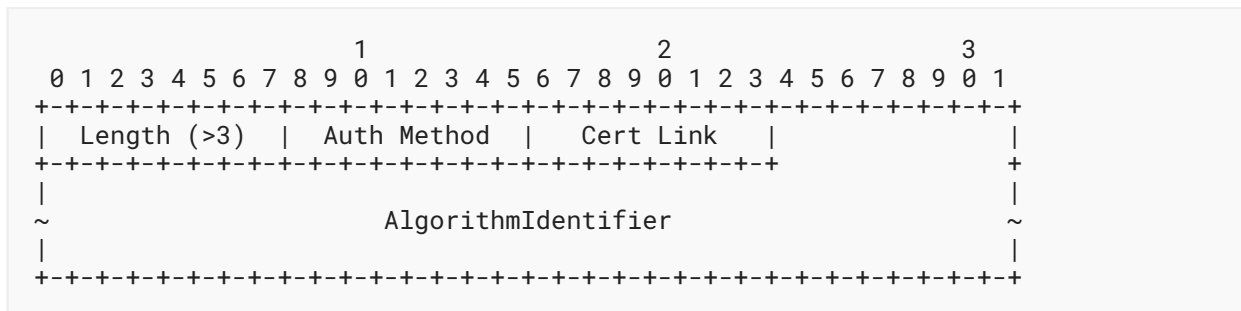 1                   2                   3
 0 1 2 3 4 5 6 7 8 9 0 1 2 3 4 5 6 7 8 9 0 1 2 3 4 5 6 7 8 9 0 1
+-+-+-+-+-+-+-+-+-+-+-+-+-+-+-+-+-+-+-+-+-+-+-+-+-+-+-+-+-+-+-+-+
|  Length (>3)  |  Auth Method  |   Cert Link   |               |
+-+-+-+-+-+-+-+-+-+-+-+-+-+-+-+-+-+-+-+-+-+-+-+-+               +
|                                                               |
~                      AlgorithmIdentifier                      ~
|                                                               |
+-+-+-+-+-+-+-+-+-+-+-+-+-+-+-+-+-+-+-+-+-+-+-+-+-+-+-+-+-+-+-+-+